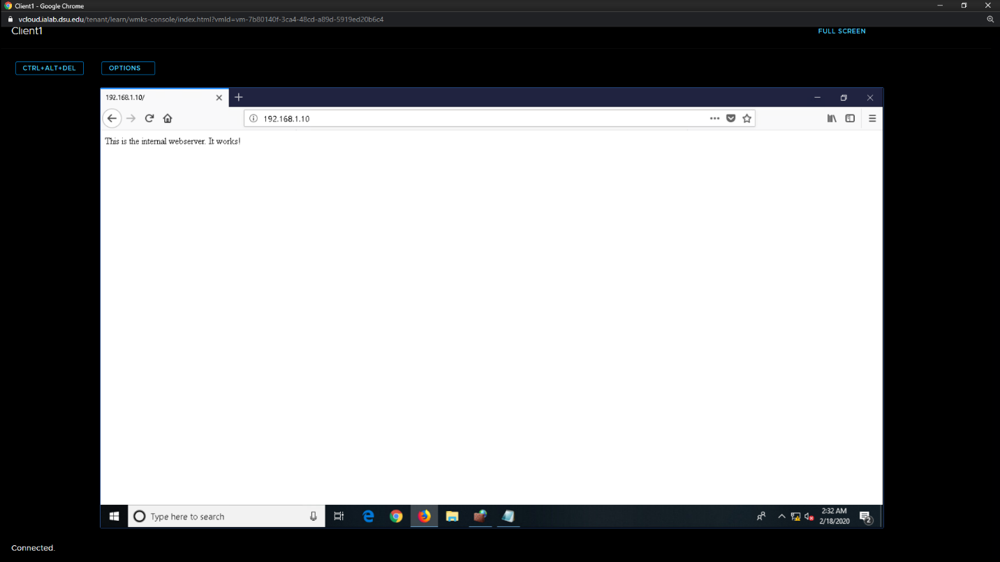 Client1 - Google Chrome
vcloud.ialab.dsu.edu/tenant/learn/wmks-console/index.html?vmId=vm-7b80140f-3ca4-48cd-a89d-5919ed20b6c4
Client1
FULL SCREEN
CTRL+ALT+DEL
OPTIONS
192.168.1.10/
192.168.1.10
This is the internal webserver. It works!
Type here to search
2:32 AM
2/18/2020
2
Connected.